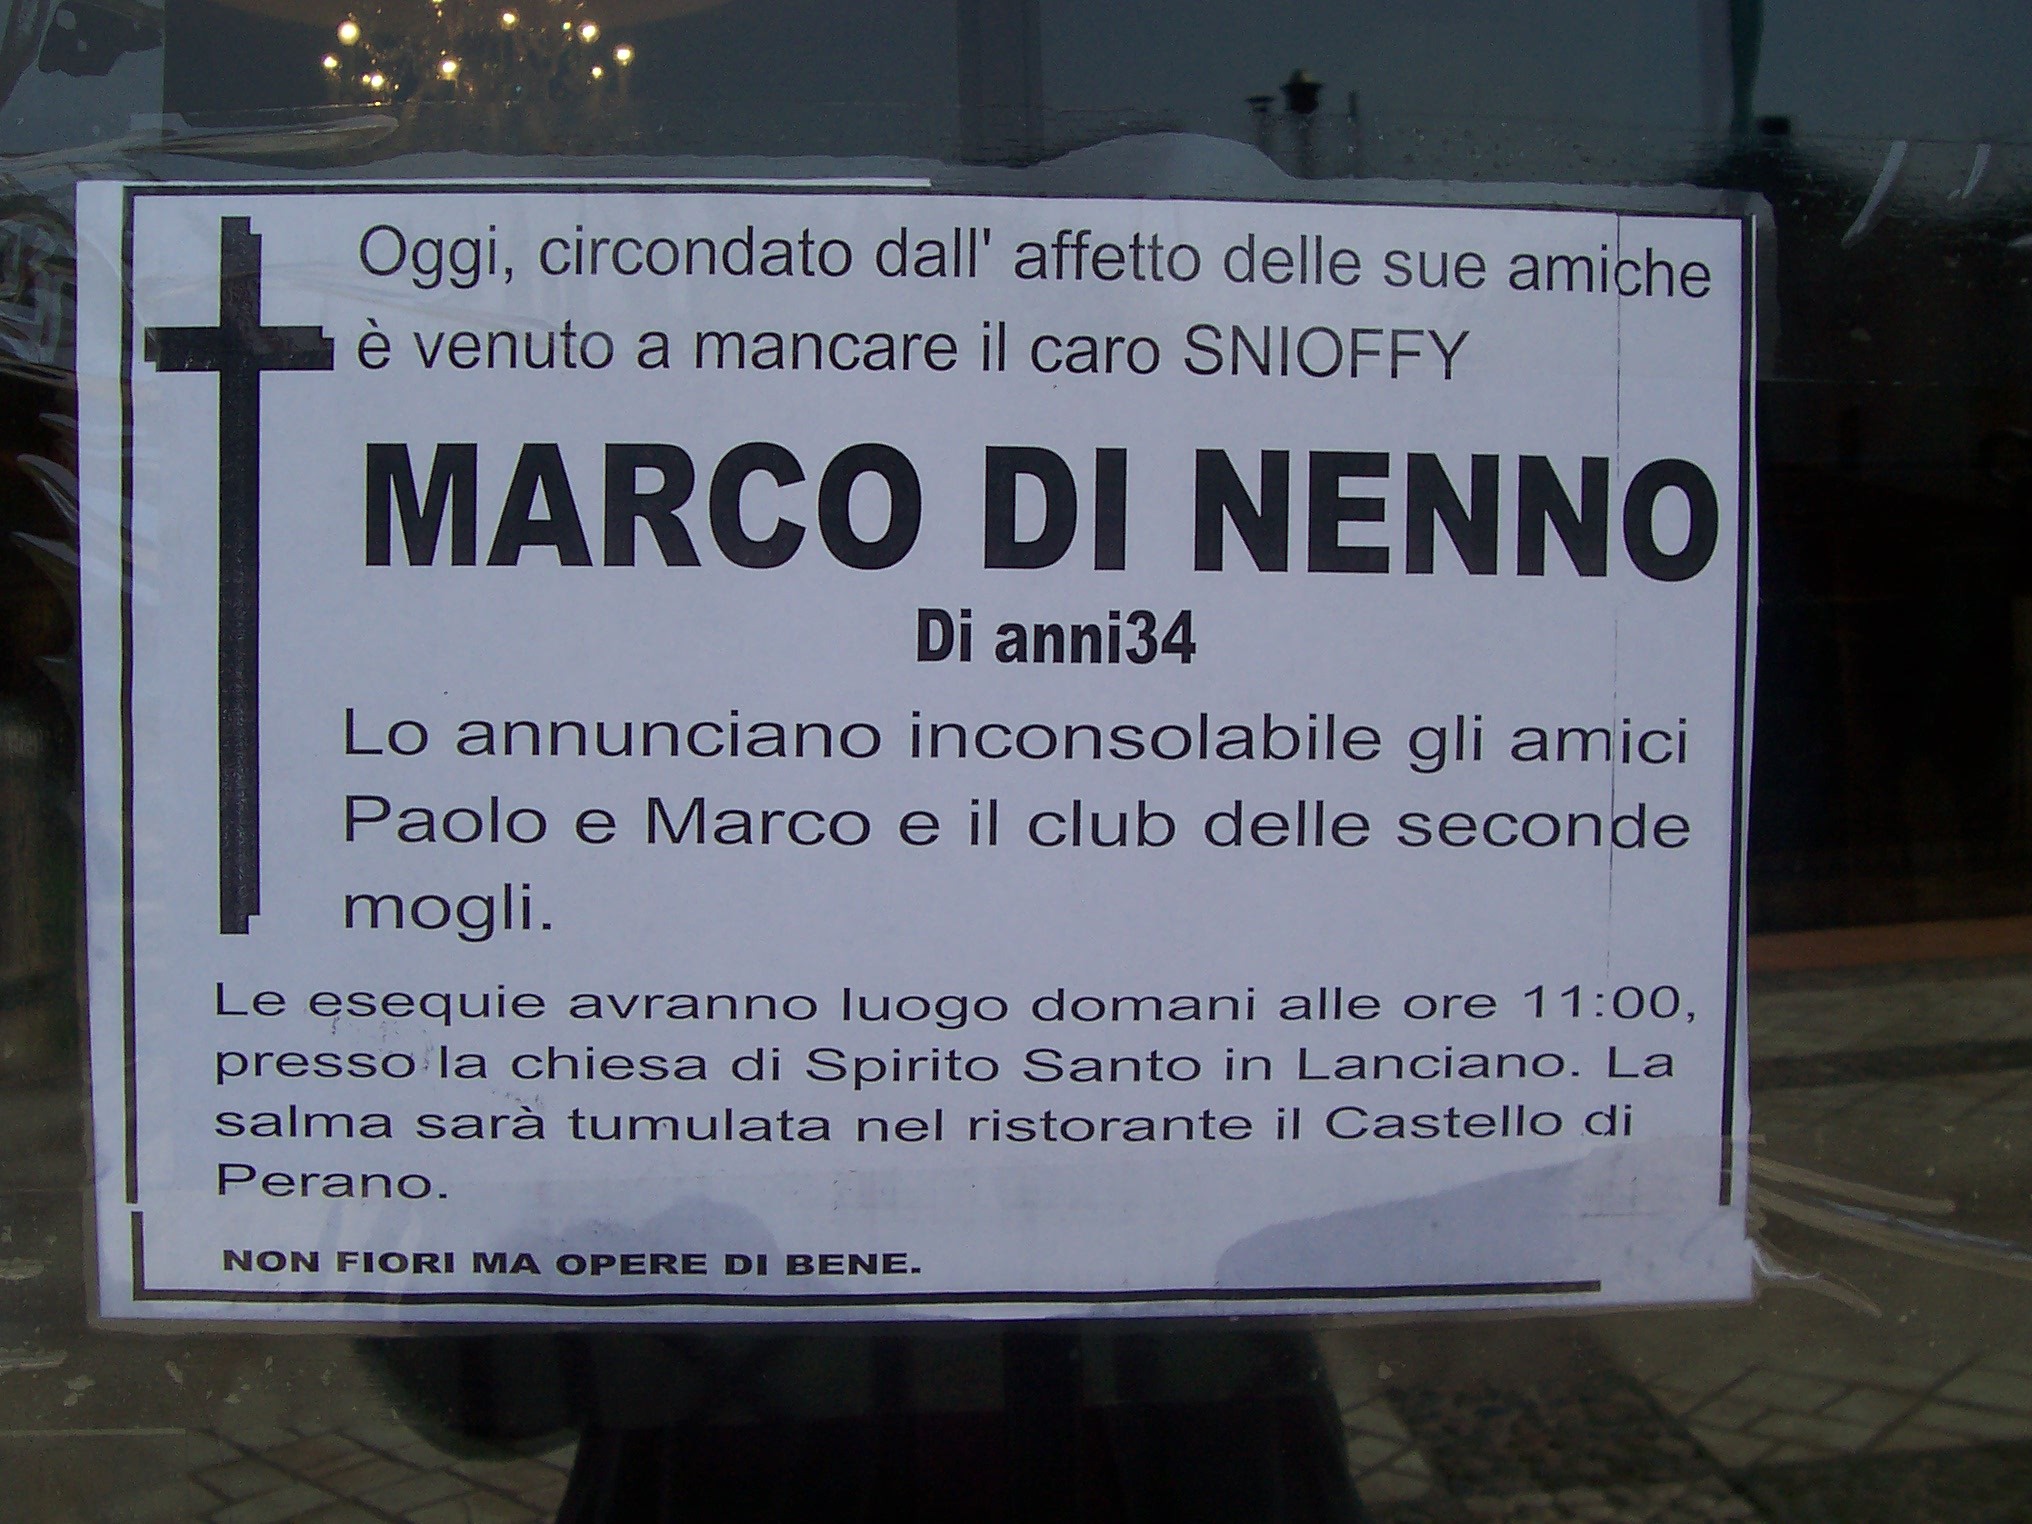 Oggi, circondato dall' affetto delle sue amiche
è venuto a mancare il caro SNIOFFY
MARCO DI NENNO
Di anni34
Lo annunciano inconsolabile gli amici
Paolo e Marco e il club delle seconde
mogli.
Le esequie avranno luogo domani alle ore 11:00,
presso la chiesa di Spirito Santo in Lanciano. La
salma sarà tumulata nel ristorante il Castello di
Perano.
NON FIORI MA OPERE DI BENE.